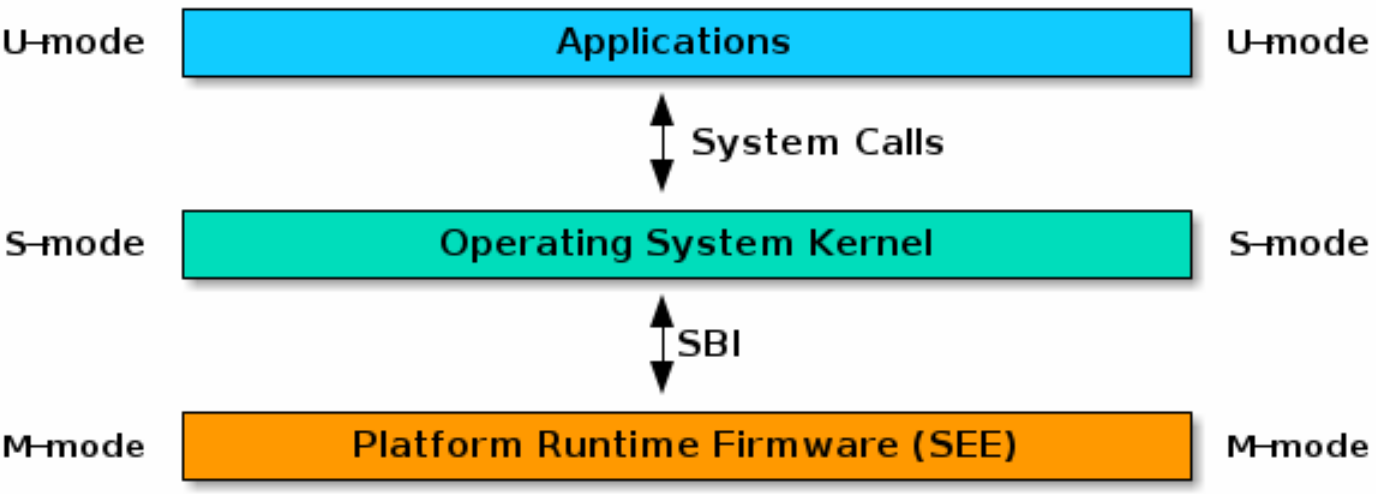 U-mode Applications U-mode
System Calls
S-mode Operating System Kernel S-mode
SBI
M-mode Platform Runtime Firmware (SEE) M-mode